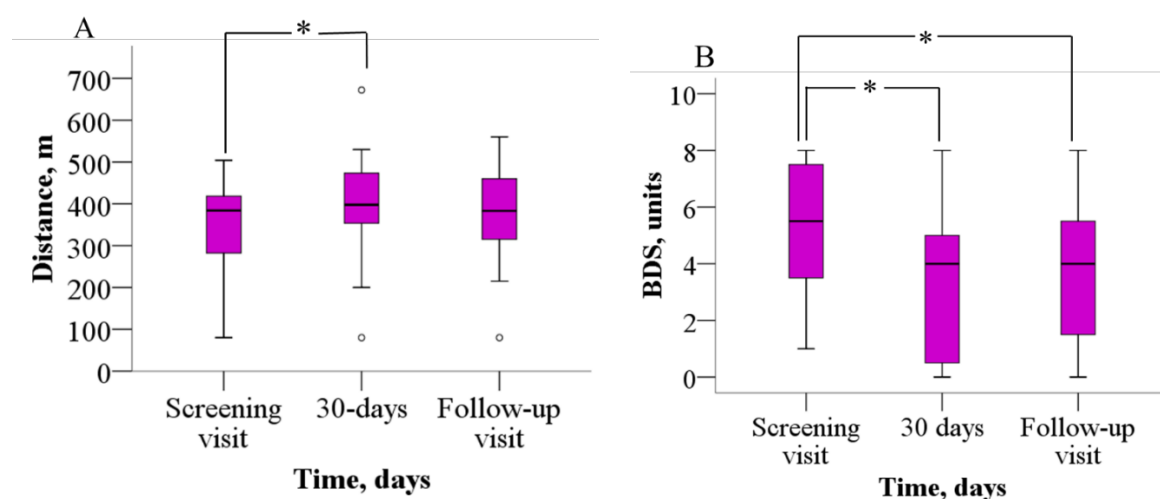 A
*
Distance, m
700
600
500
400
300
200
100
0
Screening
visit
30-days
Follow-up
visit
Time, days
B
*
*
BDS, units
10
8
6
4
2
0
Screening
visit
30 days
Follow-up
visit
Time, days